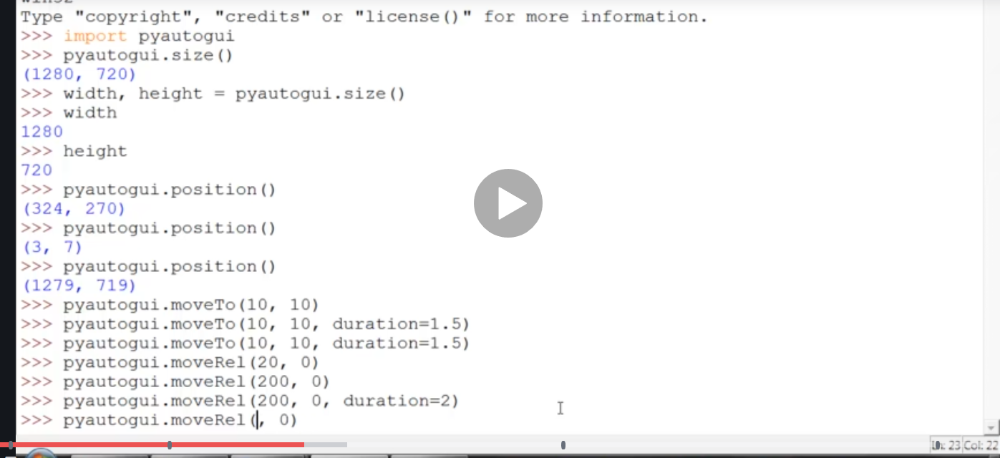 win32
Type "copyright", "credits" or "license()" for more information.
>>> import pyautogui
>>> pyautogui.size()
(1280, 720)
>>> width, height = pyautogui.size()
>>> width
1280
>>> height
720
>>> pyautogui.position()
(324, 270)
>>> pyautogui.position()
(3, 7)
>>> pyautogui.position()
(1279, 719)
>>> pyautogui.moveTo(10, 10)
>>> pyautogui.moveTo(10, 10, duration=1.5)
>>> pyautogui.moveTo(10, 10, duration=1.5)
>>> pyautogui.moveRel(20, 0)
>>> pyautogui.moveRel(200, 0)
>>> pyautogui.moveRel(200, 0, duration=2)
>>> pyautogui.moveRel(, 0)
Ln: 23 Col: 22